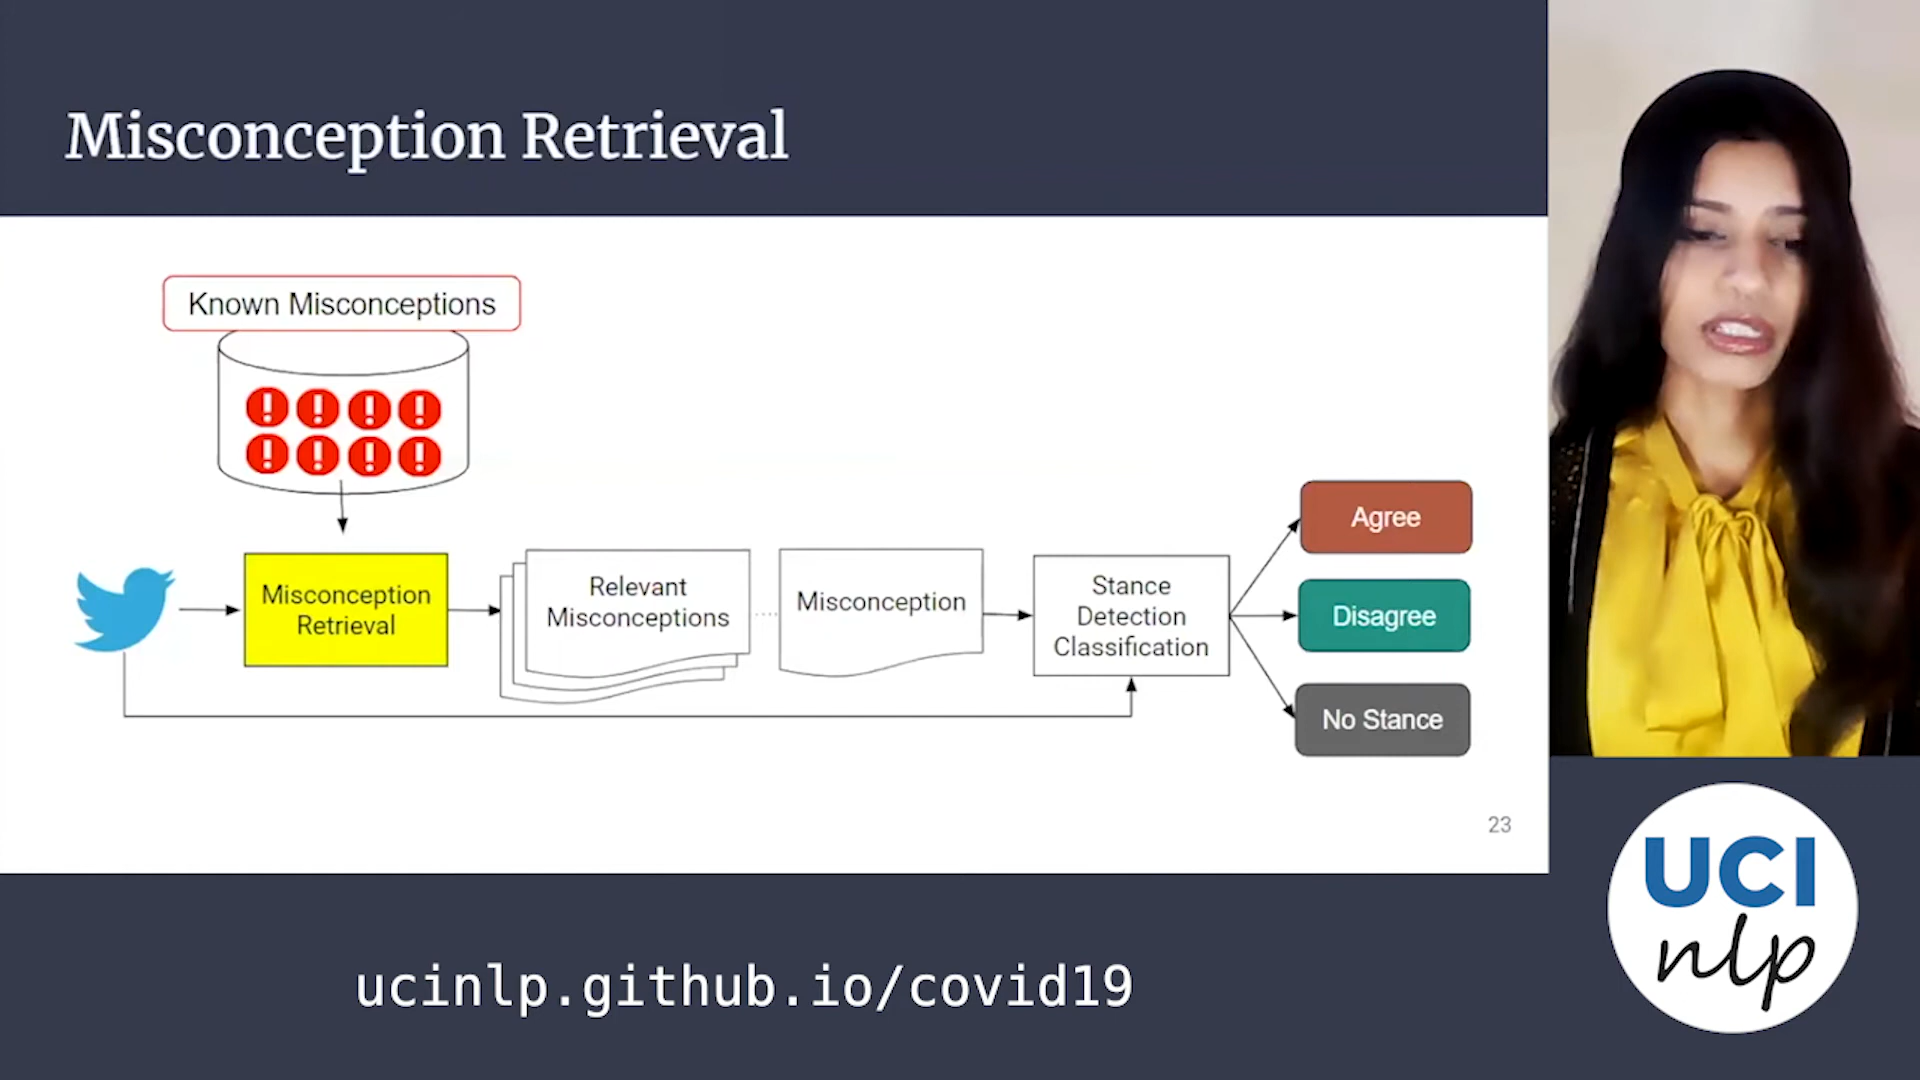 Misconception Retrieval
Known Misconceptions
Misconception
Retrieval
Relevant
Misconceptions
Misconception
Stance
Detection
Classification
Agree
Disagree
No Stance
23
UCI
nlp
ucinlp.github.io/covid19